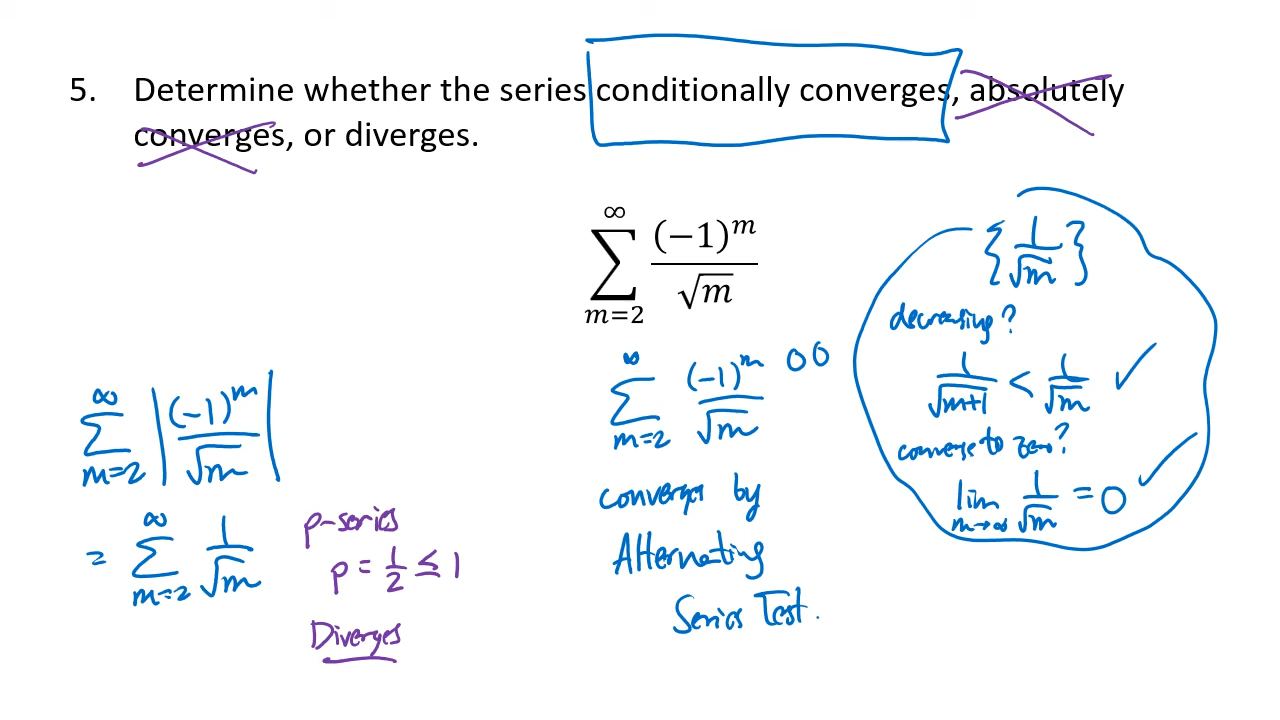 5. Determine whether the series conditionally converges, absolutely
converges, or diverges.
∞
∑ (-1)^m / √m
m=2
∞
∑ |(-1)^m / √m|
m=2
∞
= ∑ 1/√m
m=2
p-series
p = 1/2 ≤ 1
Diverges
∞
∑ (-1)^m / √m
m=2
converges by
Alternating
Series Test.
{1/√m}
decreasing?
1/√m+1 < 1/√m ✓
converge to zero?
lim 1/√m = 0 ✓
m→∞